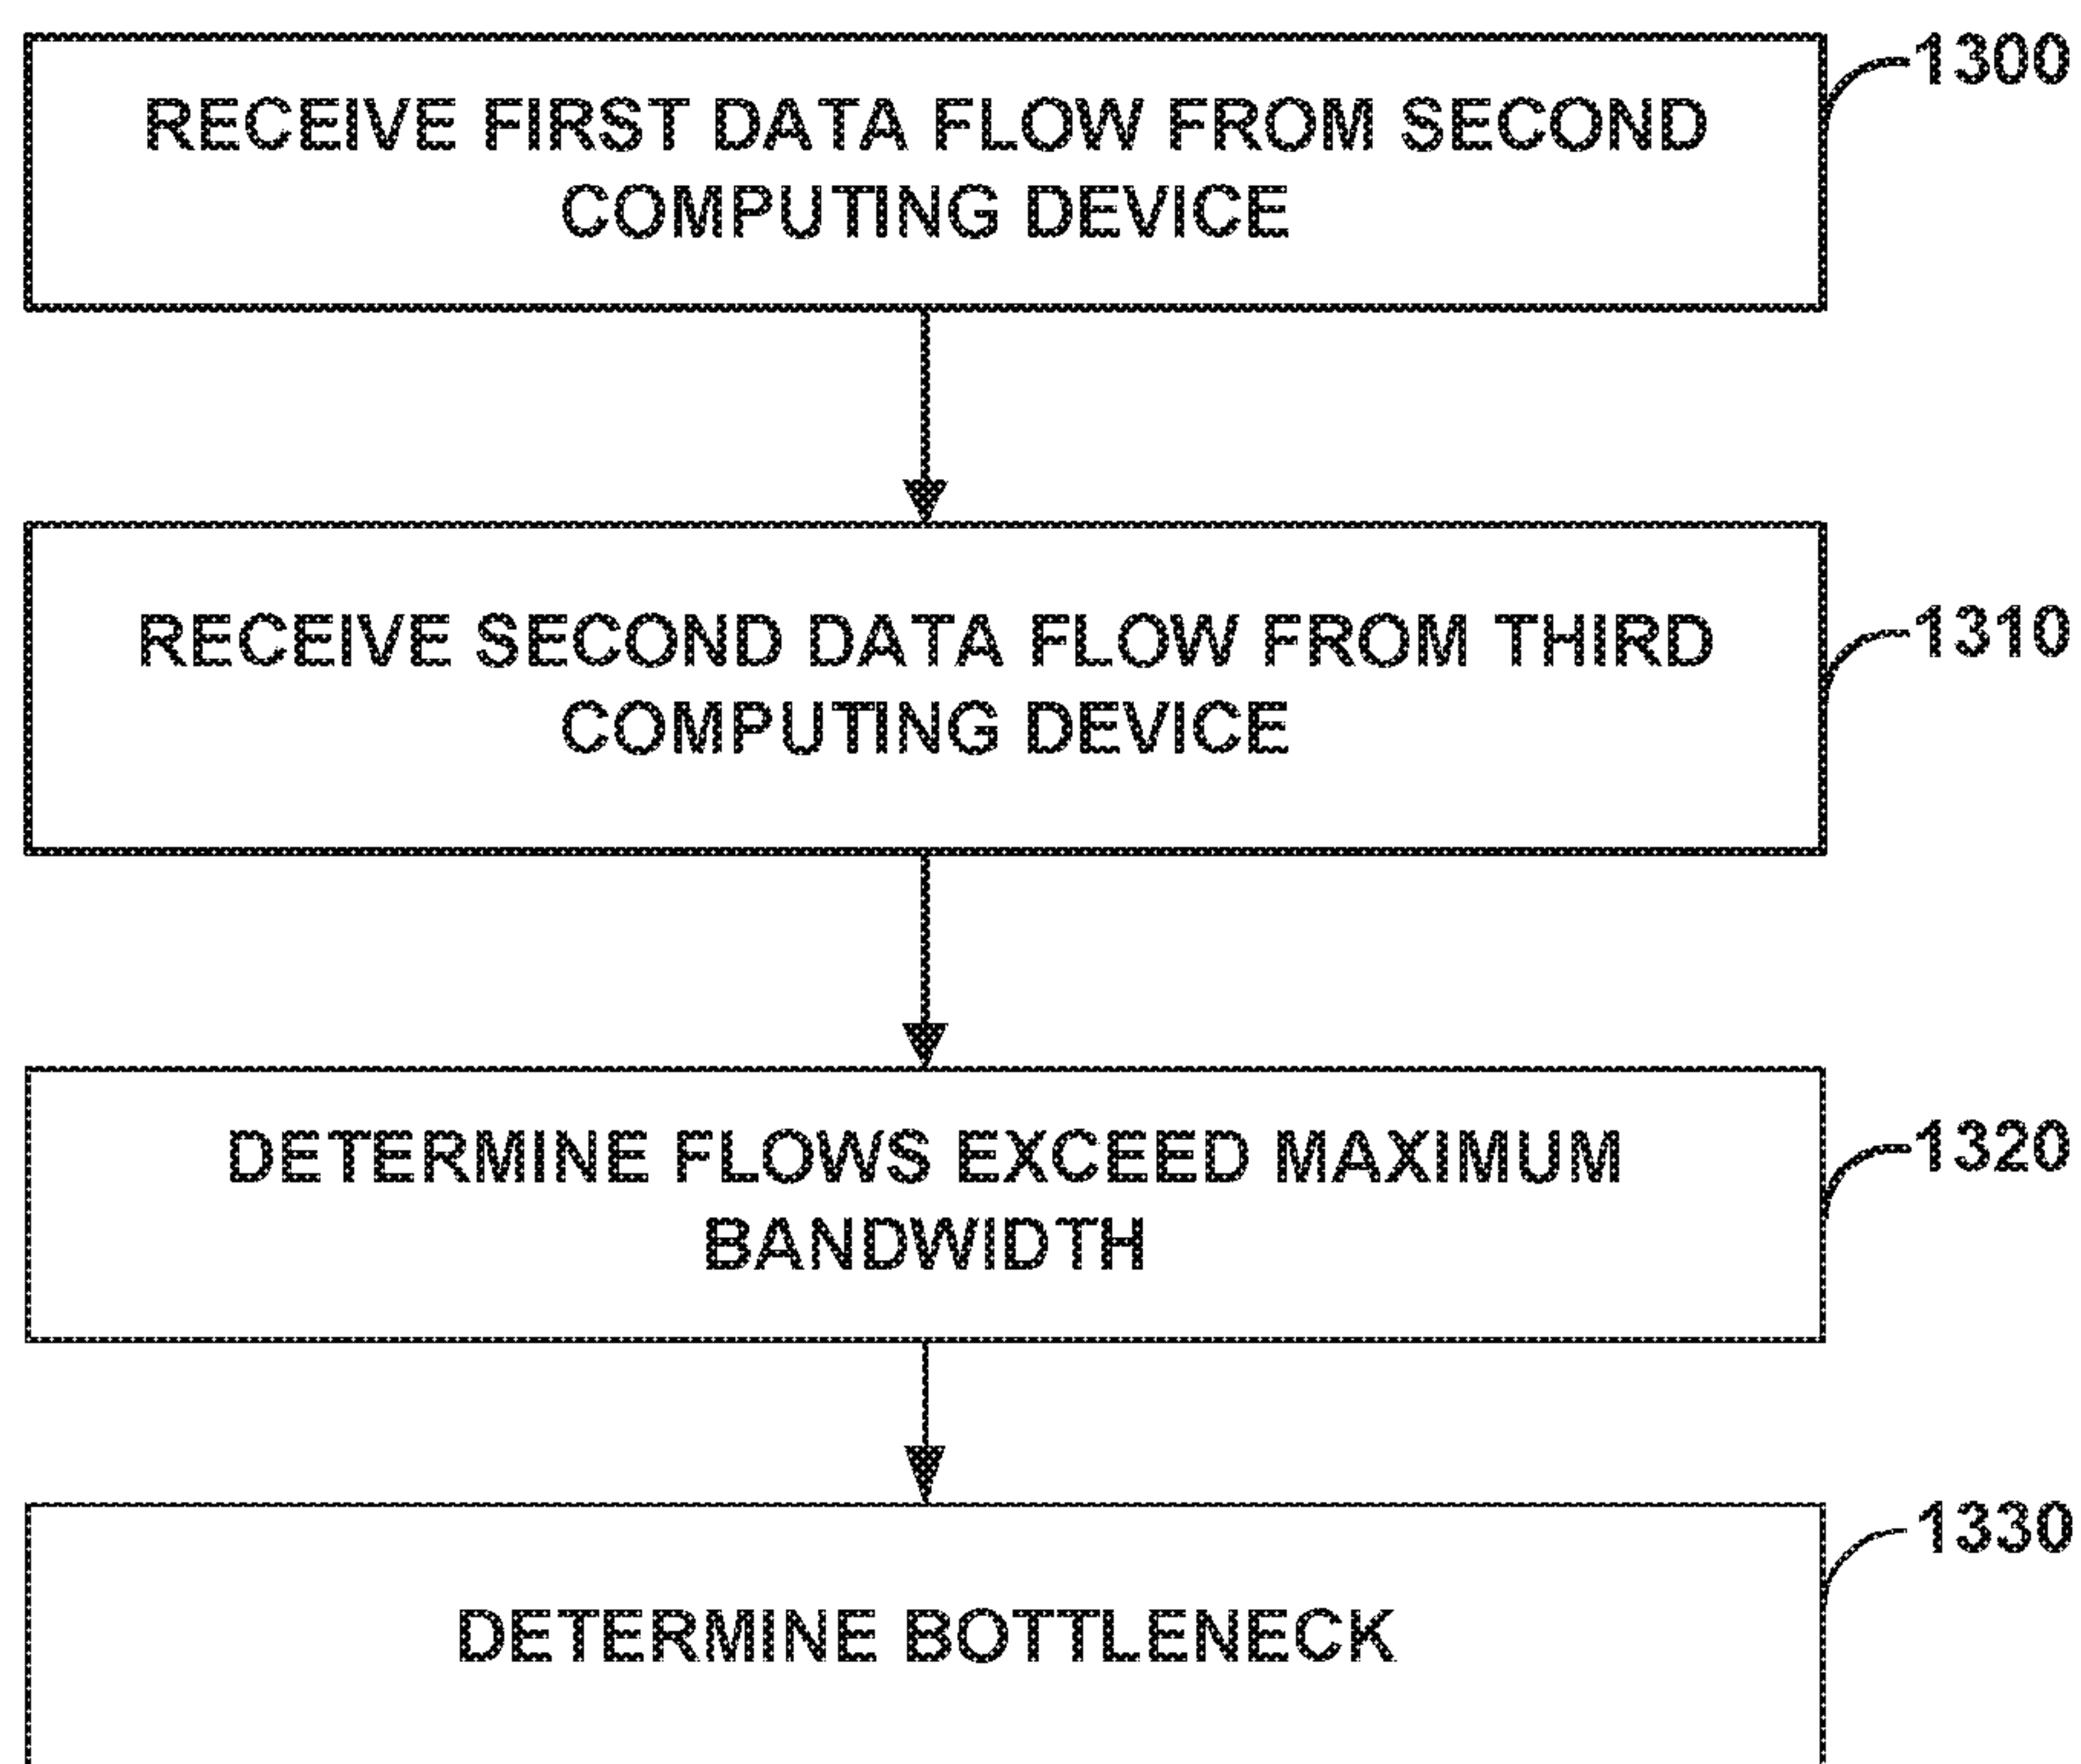 RECEIVE FIRST DATA FLOW FROM SECOND
COMPUTING DEVICE
1300
RECEIVE SECOND DATA FLOW FROM THIRD
COMPUTING DEVICE
1310
DETERMINE FLOWS EXCEED MAXIMUM
BANDWIDTH
1320
DETERMINE BOTTLENECK
1330